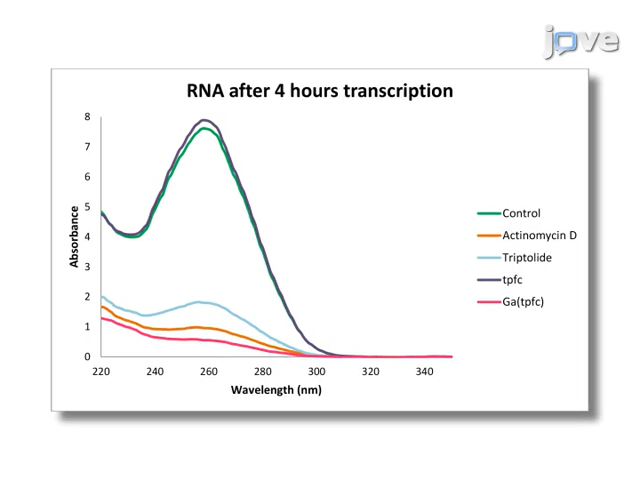 jove
RNA after 4 hours transcription
8
7
6
5
4
3
2
1
0
Absorbance
220 240 260 280 300 320 340
Wavelength (nm)
Control
Actinomycin D
Triptolide
tpfc
Ga(tpfc)